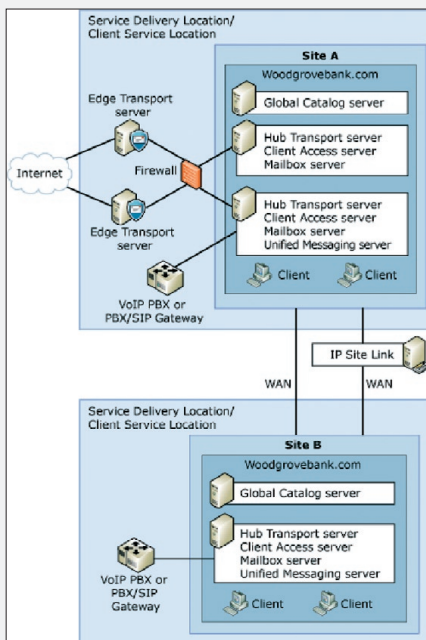 Service Delivery Location/
Client Service Location
Site A
Woodgrovebank.com
Global Catalog server
Edge Transport
server
Hub Transport server
Client Access server
Mailbox server
Internet
Firewall
Hub Transport server
Client Access server
Mailbox server
Unified Messaging server
Edge Transport
server
Client
Client
VoIP PBX or
PBX/SIP Gateway
IP Site Link
WAN
WAN
Service Delivery Location/
Client Service Location
Site B
Woodgrovebank.com
Global Catalog server
Hub Transport server
Client Access server
Mailbox server
Unified Messaging server
VoIP PBX or
PBX/SIP
Gateway
Client
Client